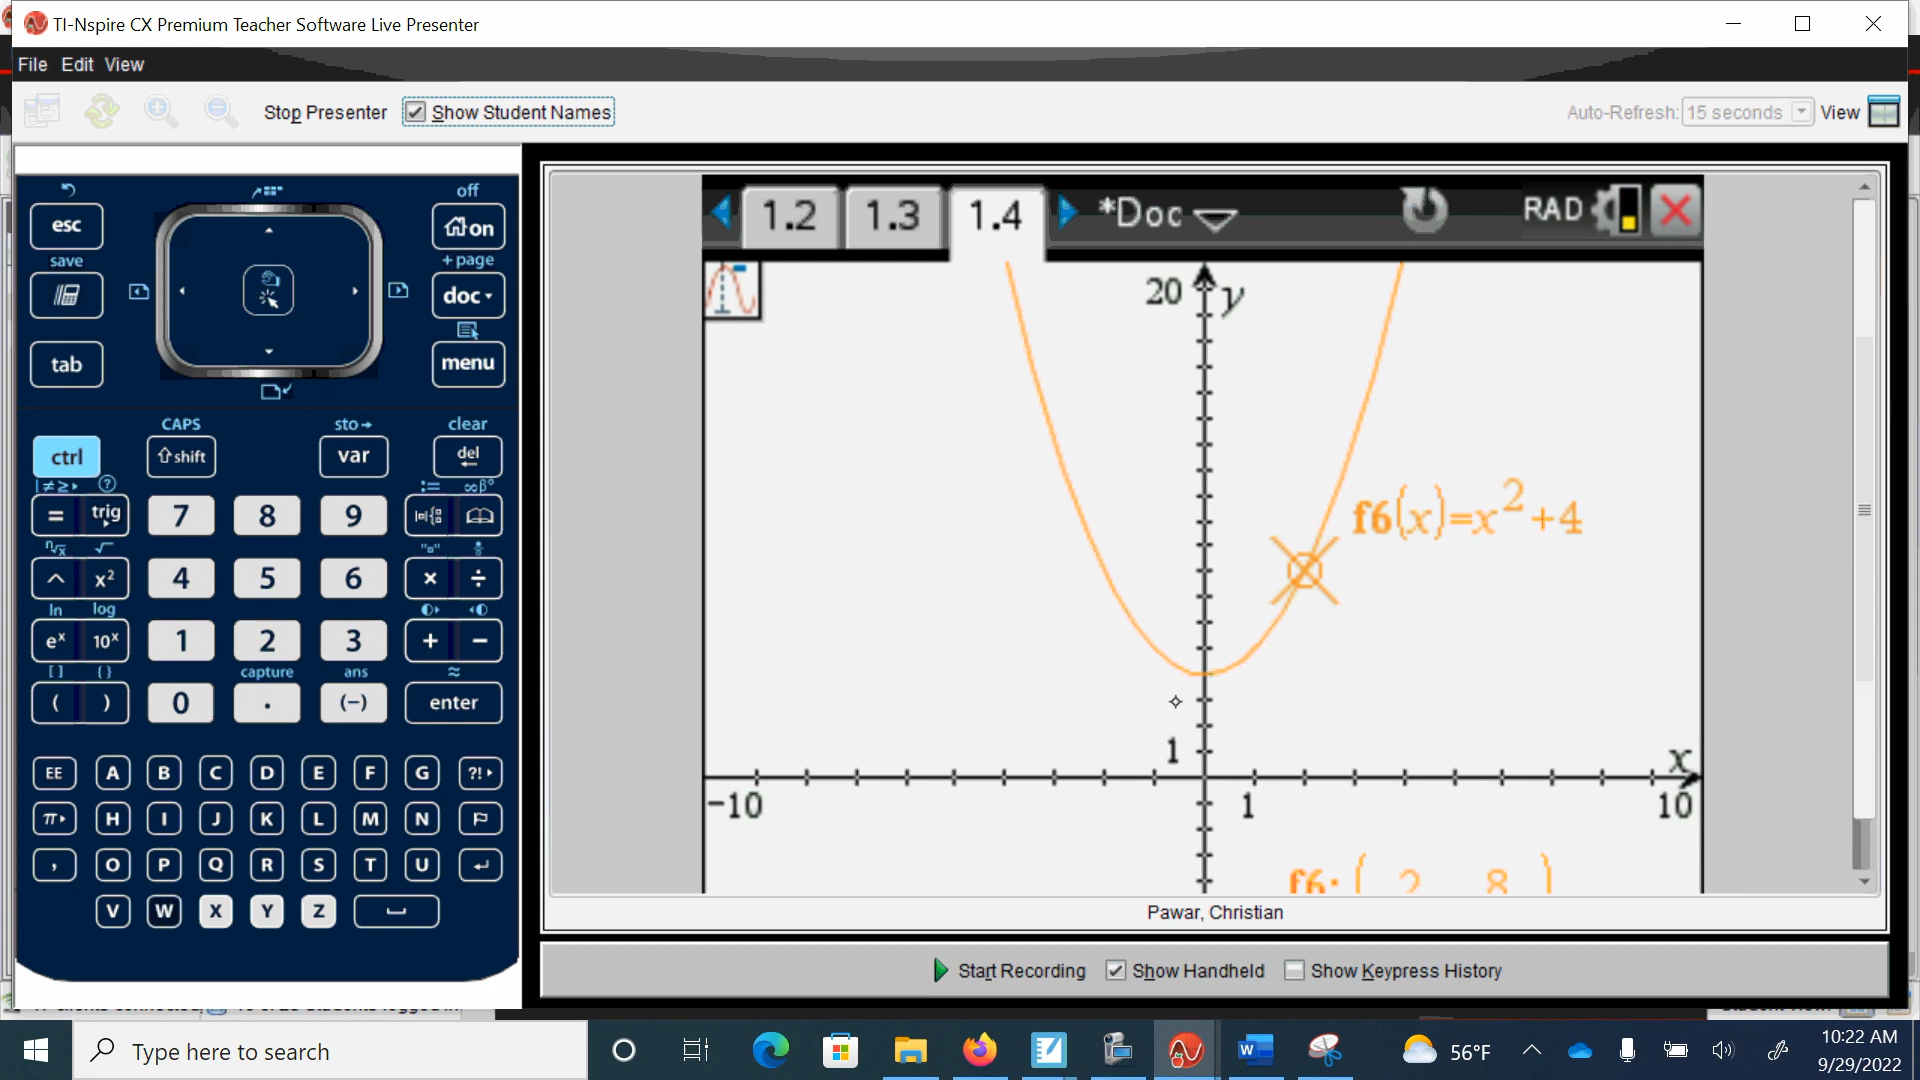 TI-Nspire CX Premium Teacher Software Live Presenter
File Edit View
Stop Presenter Show Student Names Auto-Refresh: 15 seconds View
off
esc on
save + page
doc
tab menu
CAPS sto→ clear
ctrl ⇧shift var del
|≠≥▸ ? := ∞β°
= trig 7 8 9
ⁿ√x √
^ x² 4 5 6 × ÷
ln log
eˣ 10ˣ 1 2 3 + −
[ ] { } capture ans ≈
( ) 0 . (−) enter
EE A B C D E F G ?!▸
π▸ H I J K L M N
, O P Q R S T U ↵
V W X Y Z
1.2 1.3 1.4 *Doc RAD
20 y
f6(x)=x²+4
1 x
-10 1 10
f6: ( 2 8 )
Pawar, Christian
Start Recording Show Handheld Show Keypress History
Type here to search
56°F
10:22 AM
9/29/2022